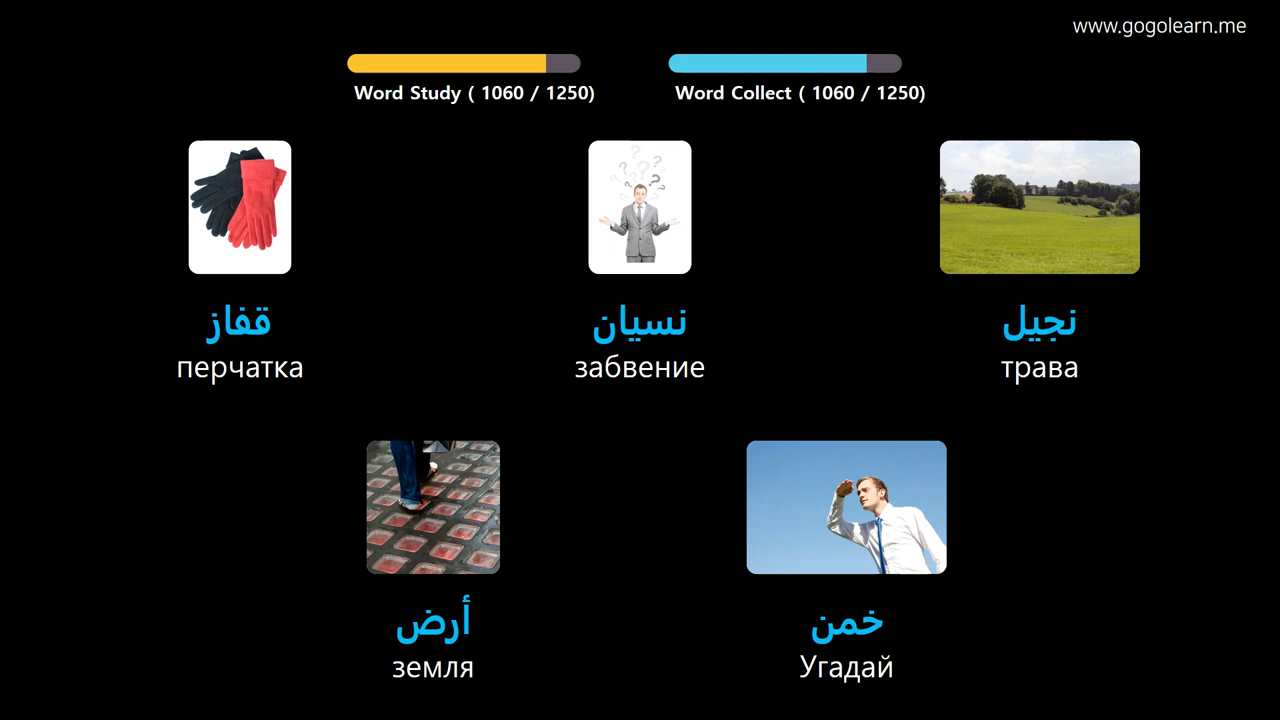 www.gogolearn.me
Word Study ( 1060 / 1250)
Word Collect ( 1060 / 1250)
قفاز
перчатка
نسيان
забвение
نجيل
трава
أرض
земля
خمن
Угадай